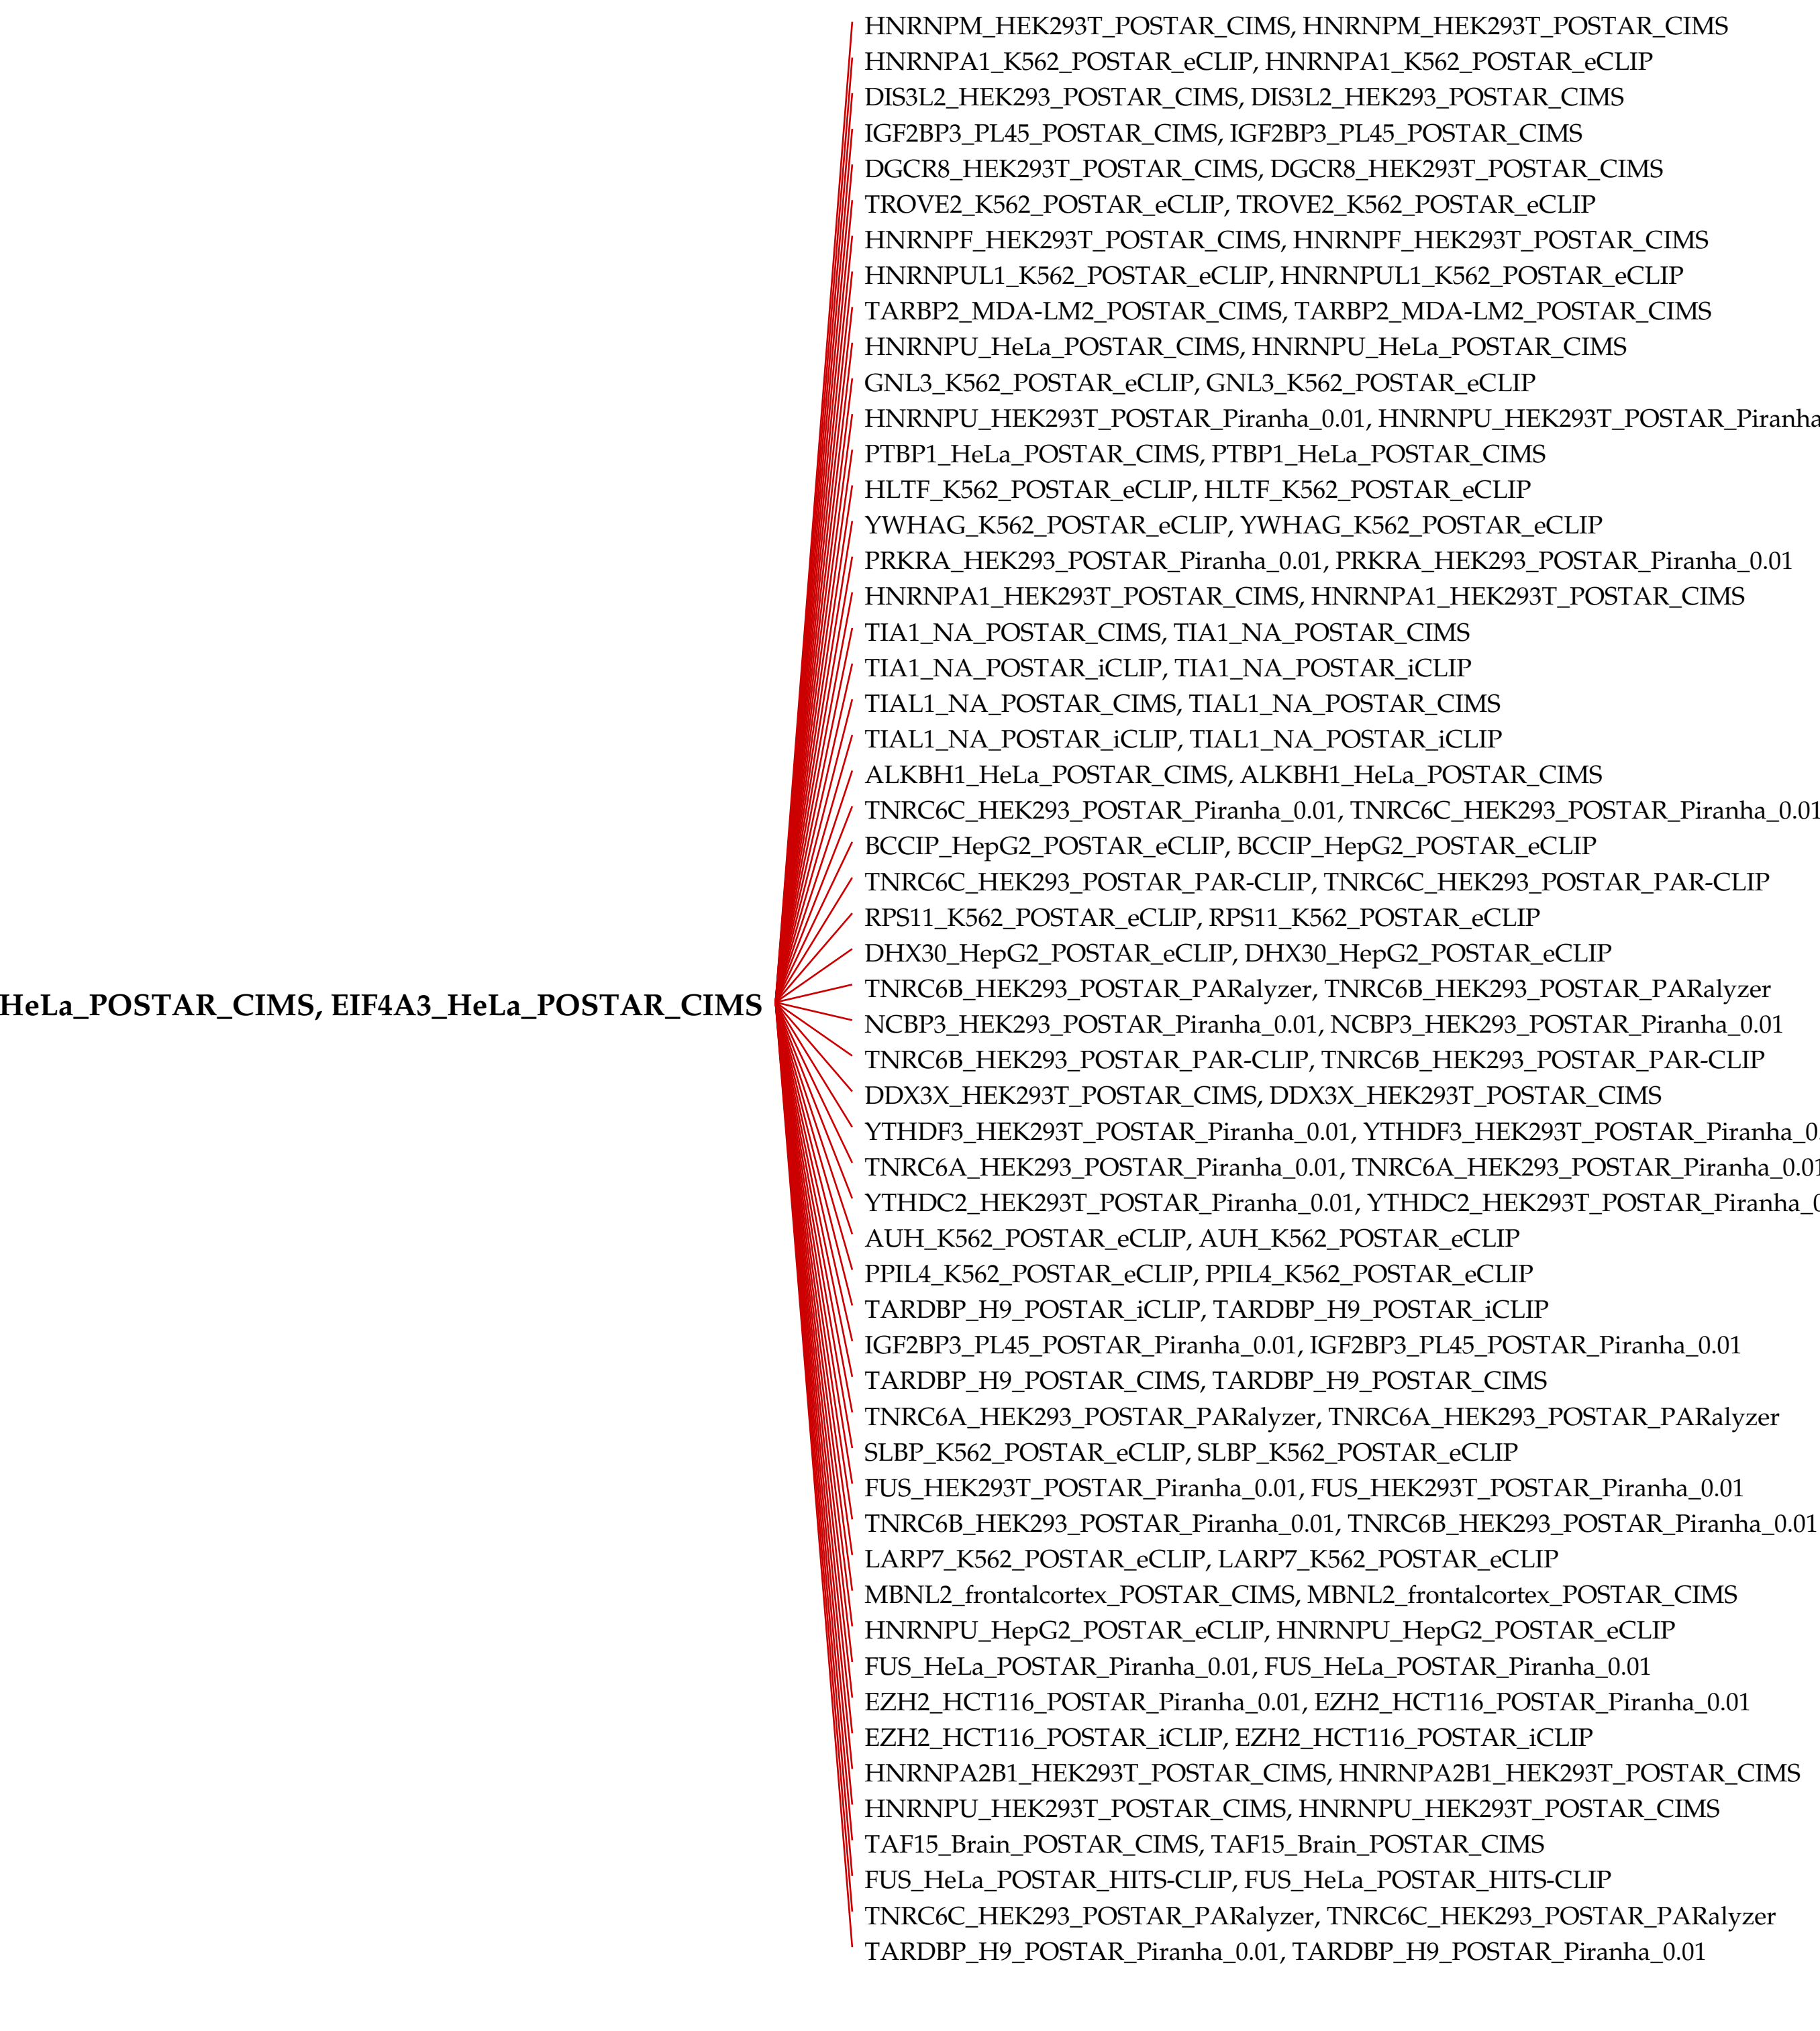 HNRNPM_HEK293T_POSTAR_CIMS, HNRNPM_HEK293T_POSTAR_CIMS
HNRNPA1_K562_POSTAR_eCLIP, HNRNPA1_K562_POSTAR_eCLIP
DIS3L2_HEK293_POSTAR_CIMS, DIS3L2_HEK293_POSTAR_CIMS
IGF2BP3_PL45_POSTAR_CIMS, IGF2BP3_PL45_POSTAR_CIMS
DGCR8_HEK293T_POSTAR_CIMS, DGCR8_HEK293T_POSTAR_CIMS
TROVE2_K562_POSTAR_eCLIP, TROVE2_K562_POSTAR_eCLIP
HNRNPF_HEK293T_POSTAR_CIMS, HNRNPF_HEK293T_POSTAR_CIMS
HNRNPUL1_K562_POSTAR_eCLIP, HNRNPUL1_K562_POSTAR_eCLIP
TARBP2_MDA-LM2_POSTAR_CIMS, TARBP2_MDA-LM2_POSTAR_CIMS
HNRNPU_HeLa_POSTAR_CIMS, HNRNPU_HeLa_POSTAR_CIMS
GNL3_K562_POSTAR_eCLIP, GNL3_K562_POSTAR_eCLIP
HNRNPU_HEK293T_POSTAR_Piranha_0.01, HNRNPU_HEK293T_POSTAR_Piranha
PTBP1_HeLa_POSTAR_CIMS, PTBP1_HeLa_POSTAR_CIMS
HLTF_K562_POSTAR_eCLIP, HLTF_K562_POSTAR_eCLIP
YWHAG_K562_POSTAR_eCLIP, YWHAG_K562_POSTAR_eCLIP
PRKRA_HEK293_POSTAR_Piranha_0.01, PRKRA_HEK293_POSTAR_Piranha_0.01
HNRNPA1_HEK293T_POSTAR_CIMS, HNRNPA1_HEK293T_POSTAR_CIMS
TIA1_NA_POSTAR_CIMS, TIA1_NA_POSTAR_CIMS
TIA1_NA_POSTAR_iCLIP, TIA1_NA_POSTAR_iCLIP
TIAL1_NA_POSTAR_CIMS, TIAL1_NA_POSTAR_CIMS
TIAL1_NA_POSTAR_iCLIP, TIAL1_NA_POSTAR_iCLIP
ALKBH1_HeLa_POSTAR_CIMS, ALKBH1_HeLa_POSTAR_CIMS
TNRC6C_HEK293_POSTAR_Piranha_0.01, TNRC6C_HEK293_POSTAR_Piranha_0.01
BCCIP_HepG2_POSTAR_eCLIP, BCCIP_HepG2_POSTAR_eCLIP
TNRC6C_HEK293_POSTAR_PAR-CLIP, TNRC6C_HEK293_POSTAR_PAR-CLIP
RPS11_K562_POSTAR_eCLIP, RPS11_K562_POSTAR_eCLIP
DHX30_HepG2_POSTAR_eCLIP, DHX30_HepG2_POSTAR_eCLIP
TNRC6B_HEK293_POSTAR_PARalyzer, TNRC6B_HEK293_POSTAR_PARalyzer
HeLa_POSTAR_CIMS, EIF4A3_HeLa_POSTAR_CIMS
NCBP3_HEK293_POSTAR_Piranha_0.01, NCBP3_HEK293_POSTAR_Piranha_0.01
TNRC6B_HEK293_POSTAR_PAR-CLIP, TNRC6B_HEK293_POSTAR_PAR-CLIP
DDX3X_HEK293T_POSTAR_CIMS, DDX3X_HEK293T_POSTAR_CIMS
YTHDF3_HEK293T_POSTAR_Piranha_0.01, YTHDF3_HEK293T_POSTAR_Piranha_0
TNRC6A_HEK293_POSTAR_Piranha_0.01, TNRC6A_HEK293_POSTAR_Piranha_0.01
YTHDC2_HEK293T_POSTAR_Piranha_0.01, YTHDC2_HEK293T_POSTAR_Piranha_0
AUH_K562_POSTAR_eCLIP, AUH_K562_POSTAR_eCLIP
PPIL4_K562_POSTAR_eCLIP, PPIL4_K562_POSTAR_eCLIP
TARDBP_H9_POSTAR_iCLIP, TARDBP_H9_POSTAR_iCLIP
IGF2BP3_PL45_POSTAR_Piranha_0.01, IGF2BP3_PL45_POSTAR_Piranha_0.01
TARDBP_H9_POSTAR_CIMS, TARDBP_H9_POSTAR_CIMS
TNRC6A_HEK293_POSTAR_PARalyzer, TNRC6A_HEK293_POSTAR_PARalyzer
SLBP_K562_POSTAR_eCLIP, SLBP_K562_POSTAR_eCLIP
FUS_HEK293T_POSTAR_Piranha_0.01, FUS_HEK293T_POSTAR_Piranha_0.01
TNRC6B_HEK293_POSTAR_Piranha_0.01, TNRC6B_HEK293_POSTAR_Piranha_0.01
LARP7_K562_POSTAR_eCLIP, LARP7_K562_POSTAR_eCLIP
MBNL2_frontalcortex_POSTAR_CIMS, MBNL2_frontalcortex_POSTAR_CIMS
HNRNPU_HepG2_POSTAR_eCLIP, HNRNPU_HepG2_POSTAR_eCLIP
FUS_HeLa_POSTAR_Piranha_0.01, FUS_HeLa_POSTAR_Piranha_0.01
EZH2_HCT116_POSTAR_Piranha_0.01, EZH2_HCT116_POSTAR_Piranha_0.01
EZH2_HCT116_POSTAR_iCLIP, EZH2_HCT116_POSTAR_iCLIP
HNRNPA2B1_HEK293T_POSTAR_CIMS, HNRNPA2B1_HEK293T_POSTAR_CIMS
HNRNPU_HEK293T_POSTAR_CIMS, HNRNPU_HEK293T_POSTAR_CIMS
TAF15_Brain_POSTAR_CIMS, TAF15_Brain_POSTAR_CIMS
FUS_HeLa_POSTAR_HITS-CLIP, FUS_HeLa_POSTAR_HITS-CLIP
TNRC6C_HEK293_POSTAR_PARalyzer, TNRC6C_HEK293_POSTAR_PARalyzer
TARDBP_H9_POSTAR_Piranha_0.01, TARDBP_H9_POSTAR_Piranha_0.01